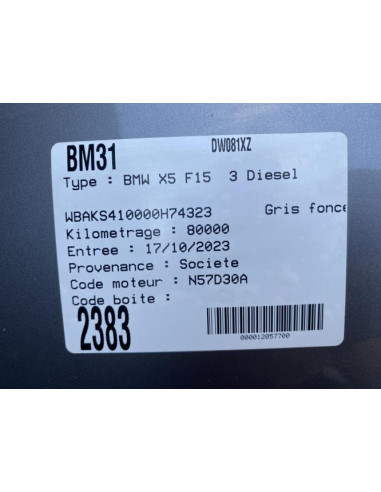 BM31 DW081XZ
Type : BMW X5 F15 3 Diesel
WBAKS410000H74323 Gris fonce
Kilometrage : 80000
Entree : 17/10/2023
Provenance : Societe
Code moteur : N57D30A
Code boite :
2383
000012057700